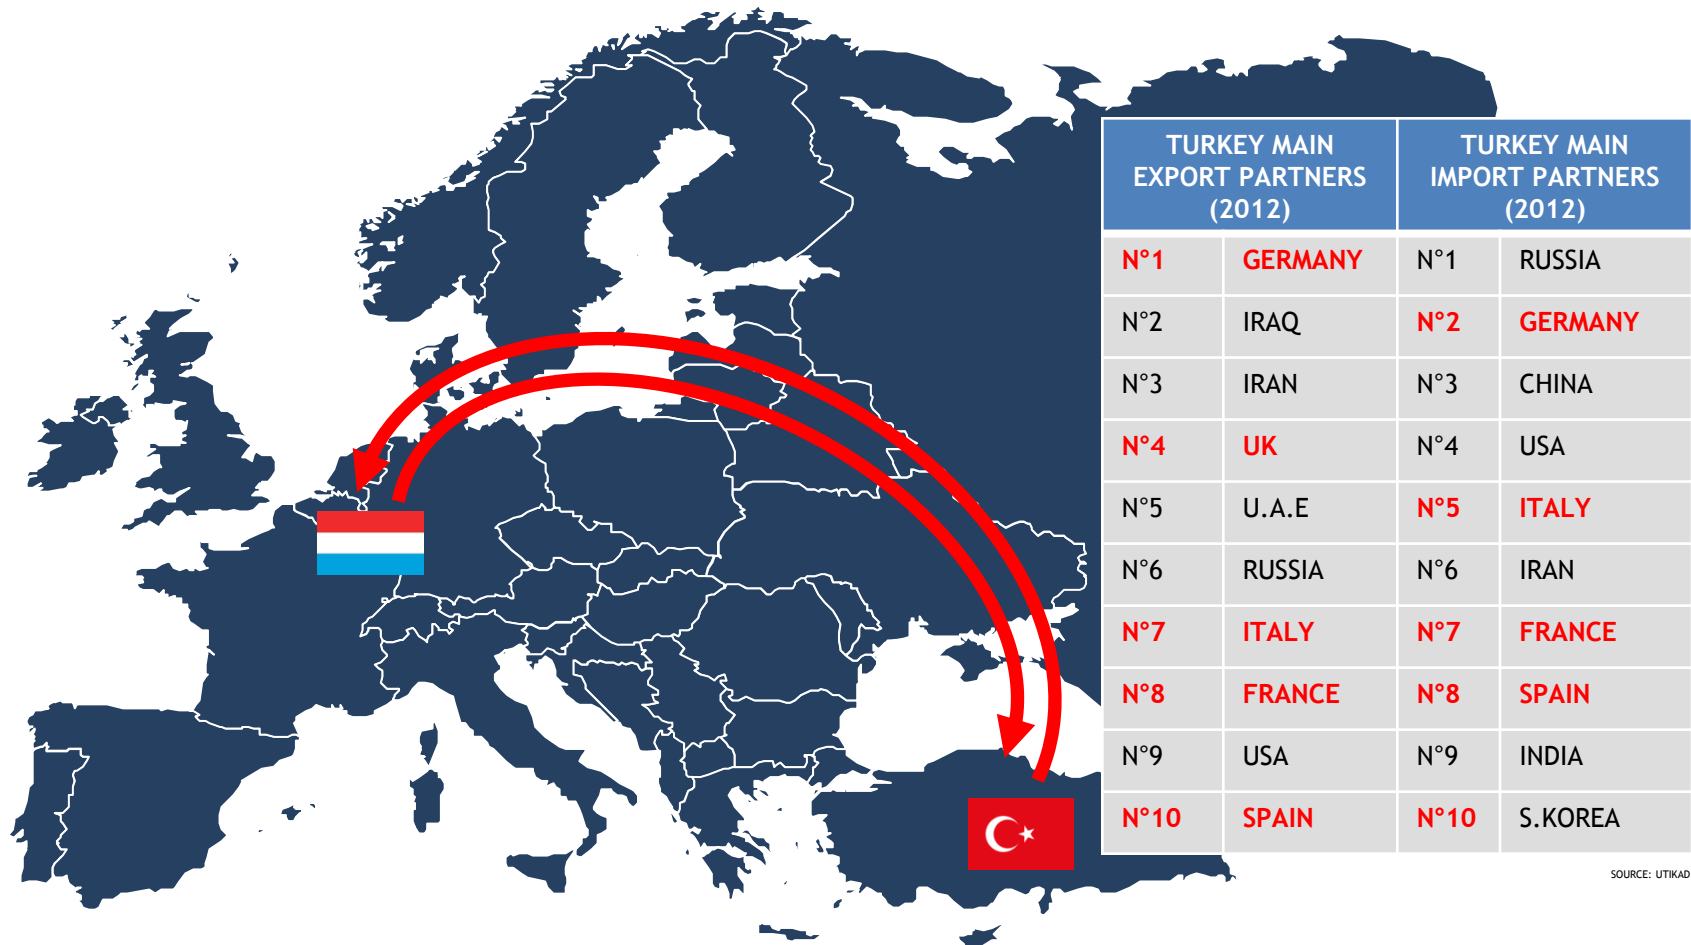 TURKEY MAIN
EXPORT PARTNERS
(2012)
TURKEY MAIN
IMPORT PARTNERS
(2012)
N°1 GERMANY N°1 RUSSIA
N°2 IRAQ N°2 GERMANY
N°3 IRAN N°3 CHINA
N°4 UK N°4 USA
N°5 U.A.E N°5 ITALY
N°6 RUSSIA N°6 IRAN
N°7 ITALY N°7 FRANCE
N°8 FRANCE N°8 SPAIN
N°9 USA N°9 INDIA
N°10 SPAIN N°10 S.KOREA
SOURCE: UTIKAD